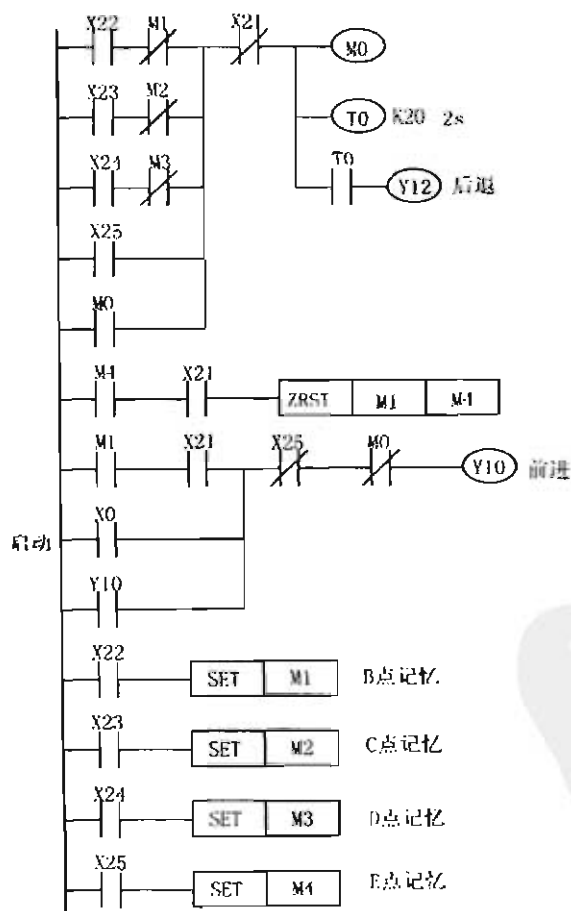 X22 M1 X2 M0
X23 M2 T0 K20 2s
X24 M3 T0 Y12 后退
X25
M0
M4 X21 ZRST M1 M4
M1 X21 X25 M0 Y10 前进
启动 X0
Y10
X22 SET M1 B点记忆
X23 SET M2 C点记忆
X24 SET M3 D点记忆
X25 SET M4 E点记忆